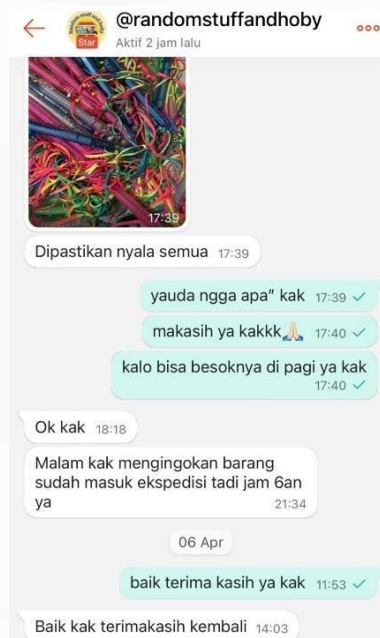 @randomstuffandhoby
Star
Aktif 2 jam lalu
17:39
Dipastikan nyala semua 17:39
yauda ngga apa" kak 17:39
makasih ya kakkk🙏🏻 17:40
kalo bisa besoknya di pagi ya kak
17:40
Ok kak 18:18
Malam kak mengingokan barang
sudah masuk ekspedisi tadi jam 6an
ya 21:34
06 Apr
baik terima kasih ya kak 11:53
Baik kak terimakasih kembali 14:03